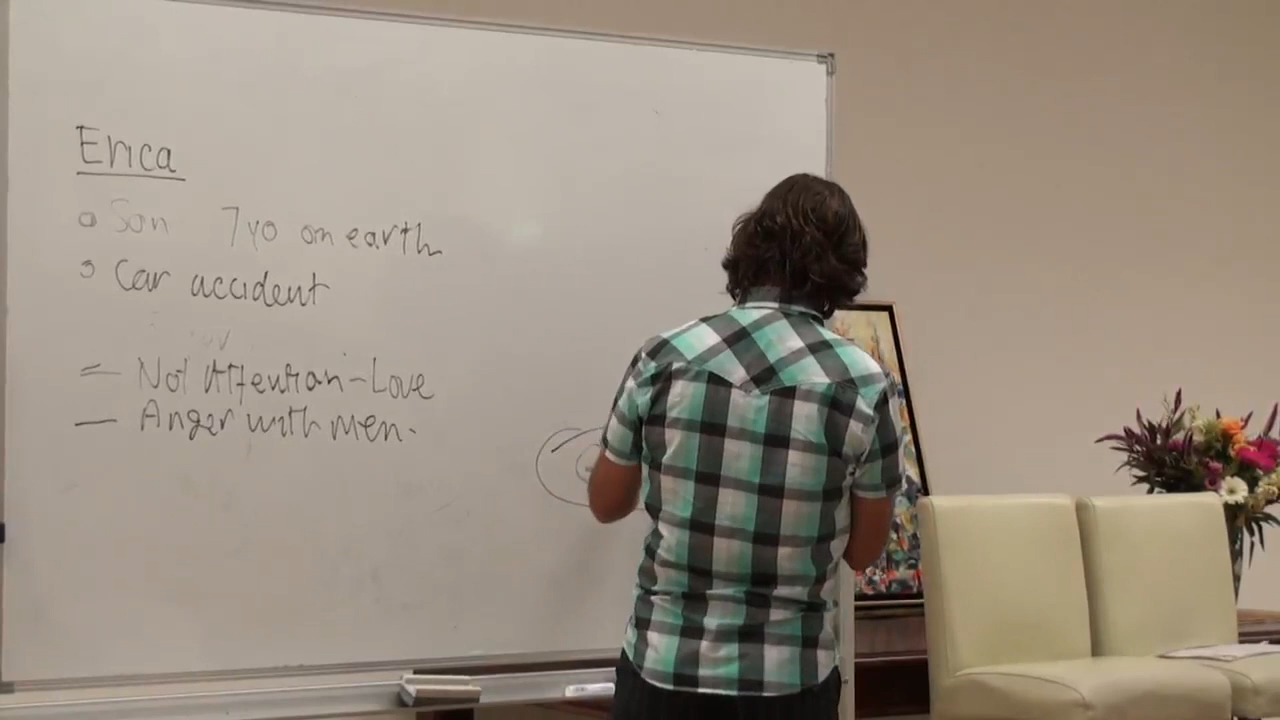 Erica
Son 7yo on earth
Car accident
Not Attention - Love
Anger with Men.